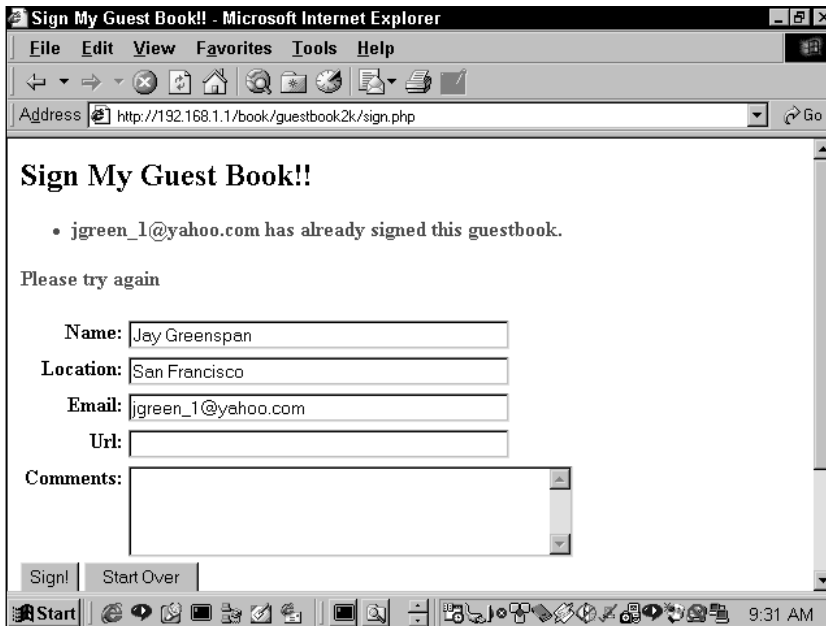 Sign My Guest Book!! - Microsoft Internet Explorer
File Edit View Favorites Tools Help
Address http://192.168.1.1/book/guestbook2k/sign.php Go
Sign My Guest Book!!
• jgreen_1@yahoo.com has already signed this guestbook.
Please try again
Name: Jay Greenspan
Location: San Francisco
Email: jgreen_1@yahoo.com
Url:
Comments:
Sign! Start Over
Start 9:31 AM